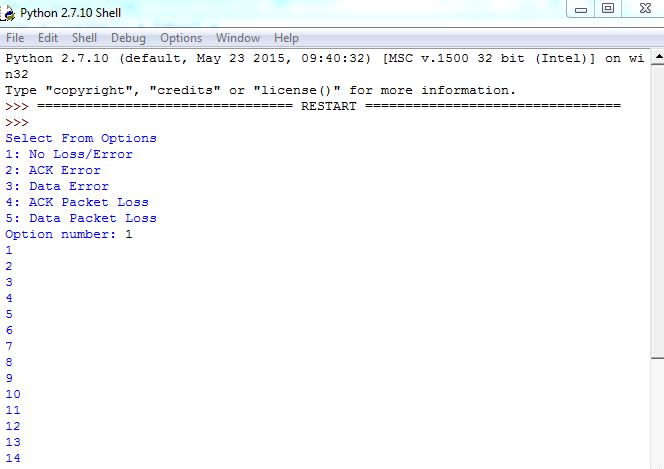 Python 2.7.10 Shell
File Edit Shell Debug Options Window Help
Python 2.7.10 (default, May 23 2015, 09:40:32) [MSC v.1500 32 bit (Intel)] on wi
n32
Type "copyright", "credits" or "license()" for more information.
>>> ================================ RESTART ================================
>>>
Select From Options
1: No Loss/Error
2: ACK Error
3: Data Error
4: ACK Packet Loss
5: Data Packet Loss
Option number: 1
1
2
3
4
5
6
7
8
9
10
11
12
13
14